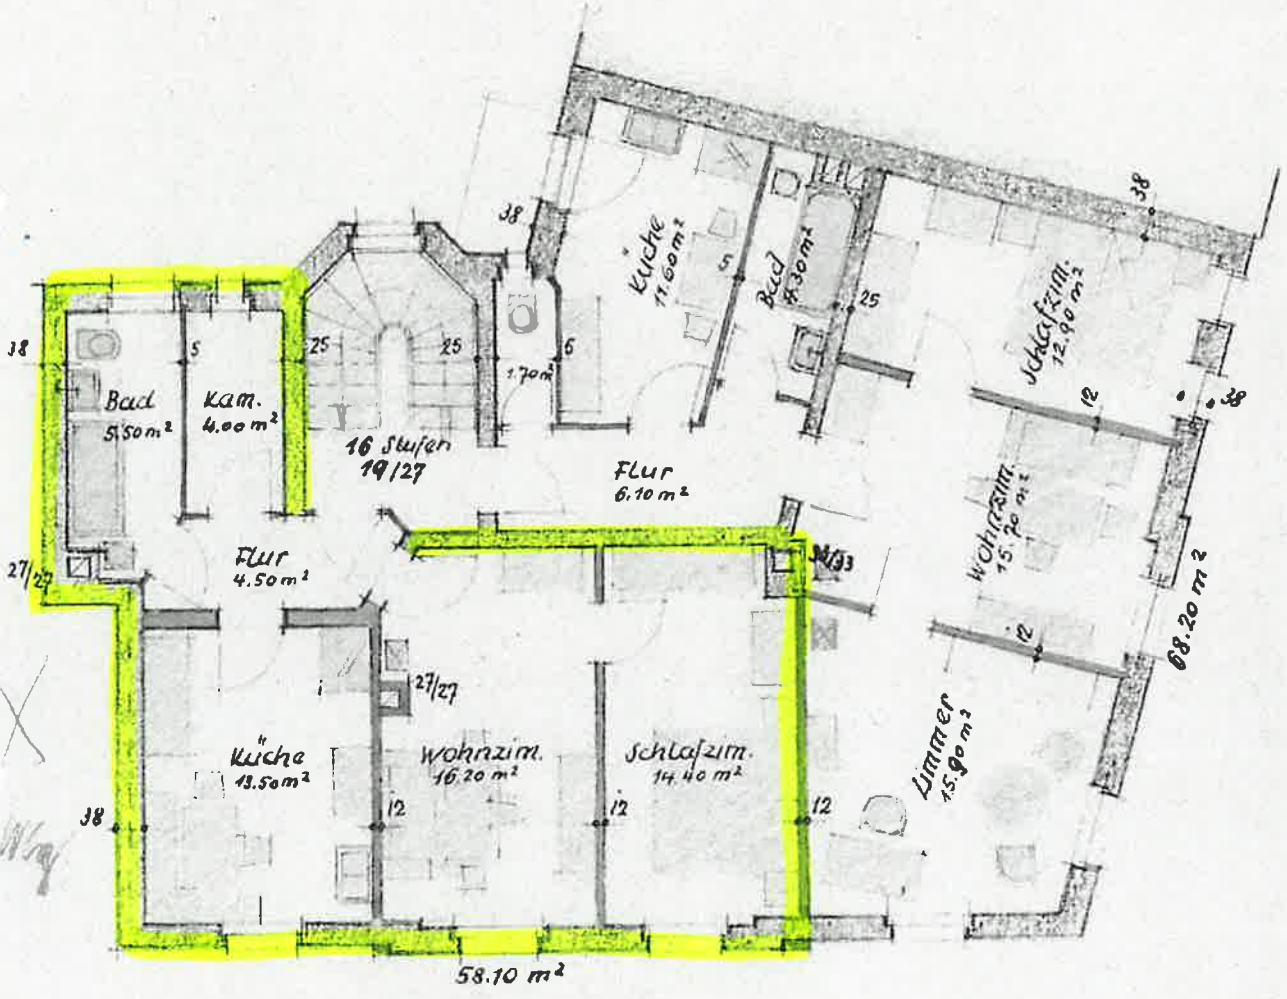 38
38
Küche
11.60 m²
5
Bad
4.30 m²
25
Schlafzim.
12.90 m²
38
5
Bad
5.50 m²
Kam.
4.00 m²
25
25
16 Stufen
19/27
1.70 m²
6
Flur
6.10 m²
12
38
Wohnzim.
15.70 m²
68.20 m²
27/27
Flur
4.50 m²
12
27/27
Küche
13.50 m²
Wohnzim.
16.20 m²
Schlafzim.
14.40 m²
Zimmer
15.90 m²
38
12
12
12
58.10 m²